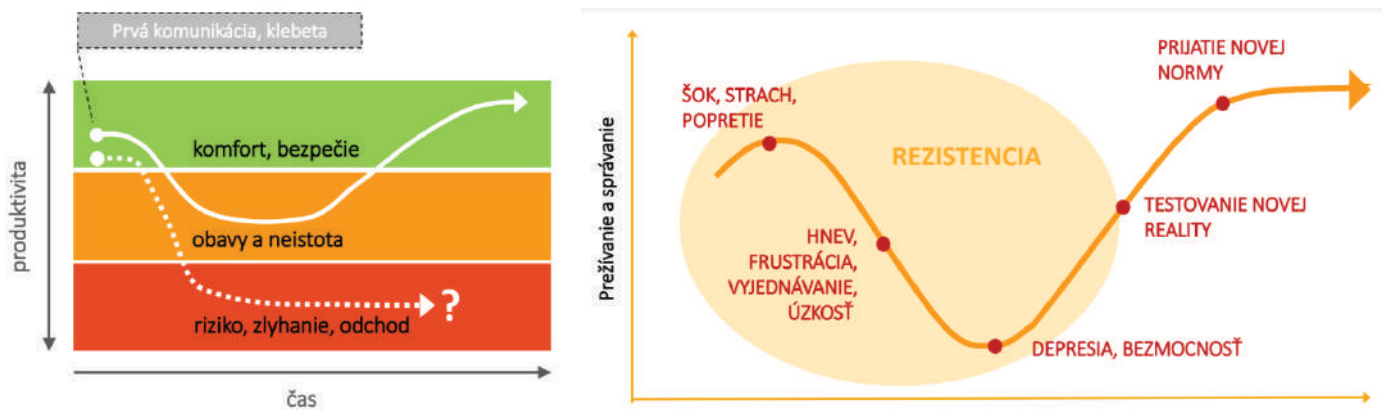 Prvá komunikácia, klebeta
produktivita
komfort, bezpečie
obavy a neistota
?
riziko, zlyhanie, odchod
čas
Prežívanie a správanie
ŠOK, STRACH,
POPRETIE
REZISTENCIA
HNEV,
FRUSTRÁCIA,
VYJEDNÁVANIE,
ÚZKOSŤ
DEPRESIA, BEZMOCNOSŤ
TESTOVANIE NOVEJ
REALITY
PRIJATIE NOVEJ
NORMY